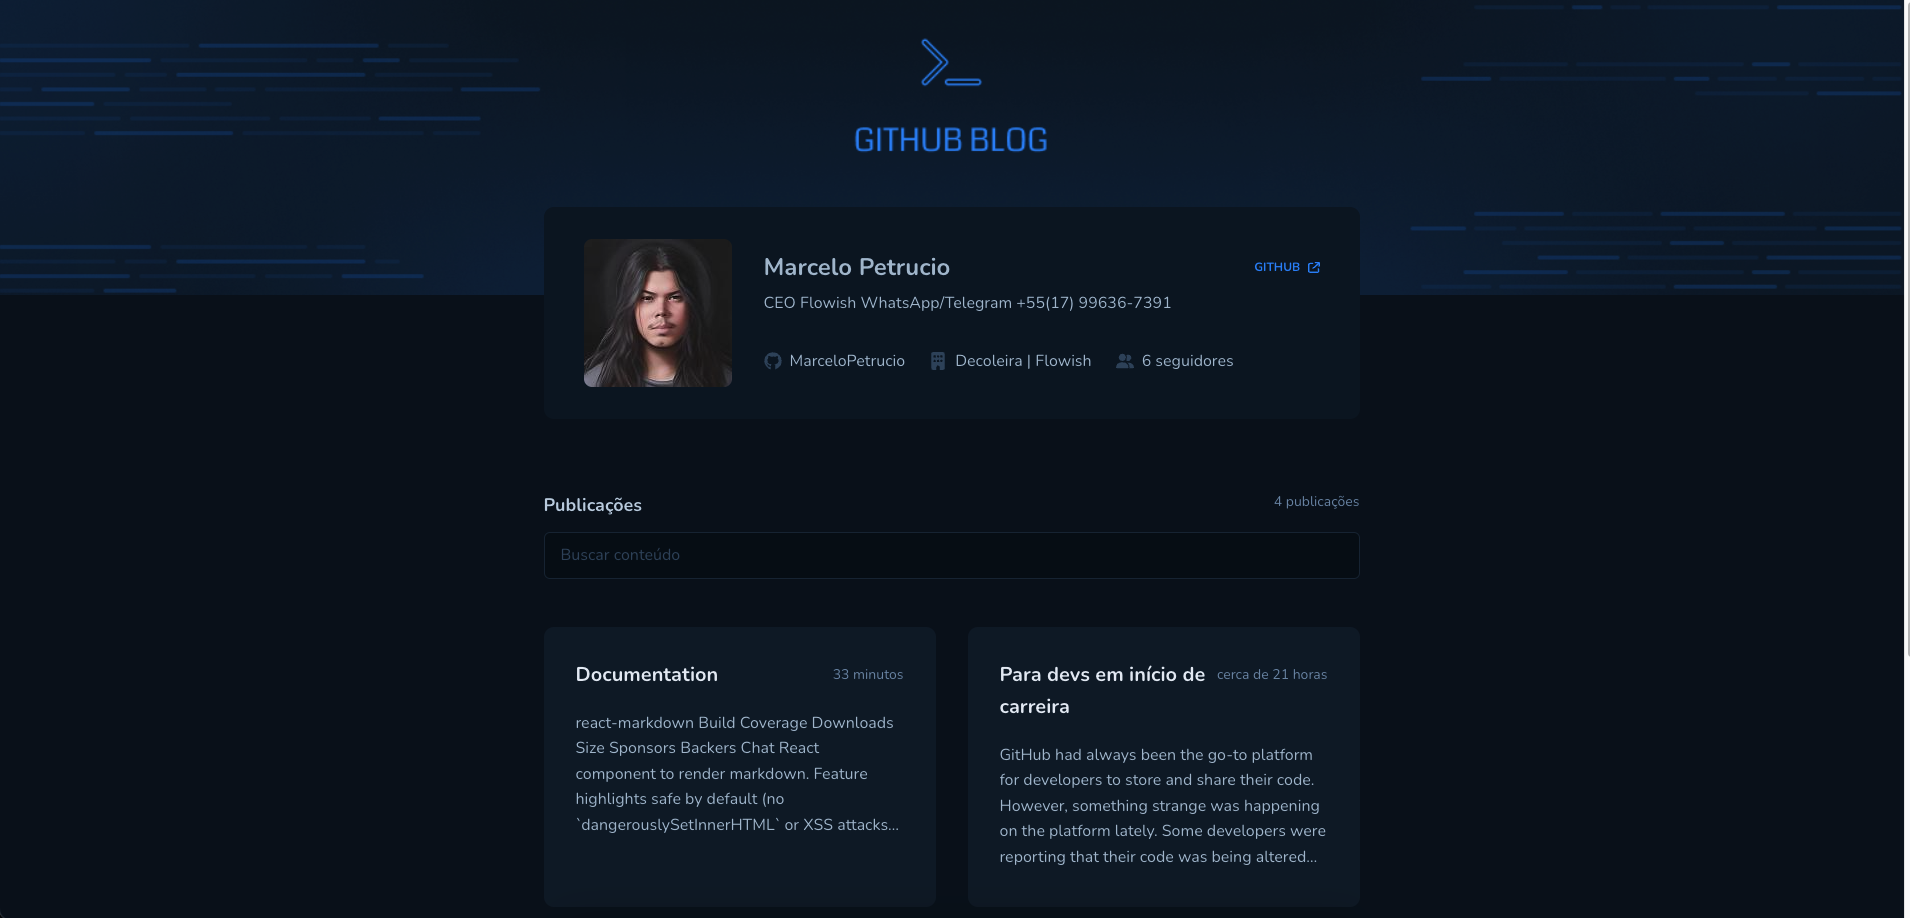 GITHUB BLOG
Marcelo Petrucio
GITHUB
CEO Flowish WhatsApp/Telegram +55(17) 99636-7391
MarceloPetrucio Decoleira | Flowish 6 seguidores
Publicações
4 publicações
Buscar conteúdo
Documentation
33 minutos
react-markdown Build Coverage Downloads
Size Sponsors Backers Chat React
component to render markdown. Feature
highlights safe by default (no
`dangerouslySetInnerHTML` or XSS attacks...
Para devs em início de
carreira
cerca de 21 horas
GitHub had always been the go-to platform
for developers to store and share their code.
However, something strange was happening
on the platform lately. Some developers were
reporting that their code was being altered...